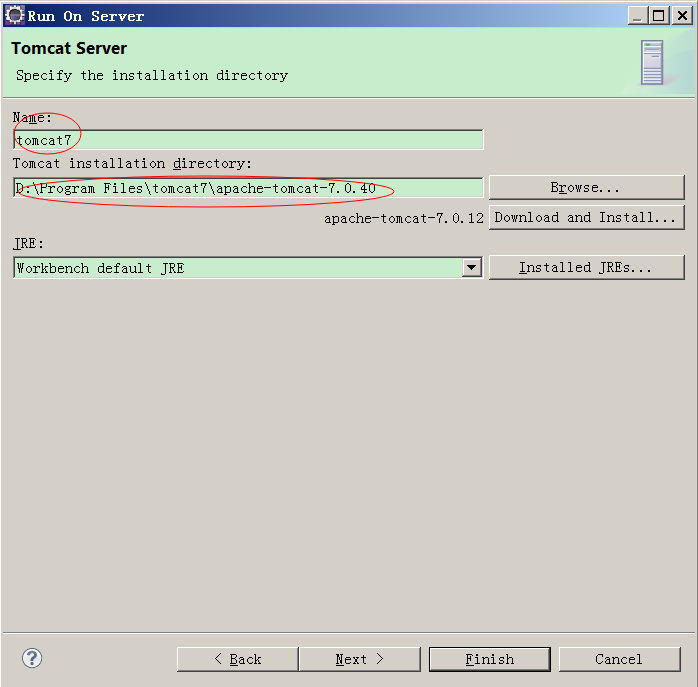 Run On Server
Tomcat Server
Specify the installation directory
Name:
tomcat7
Tomcat installation directory:
D:\Program Files\tomcat7\apache-tomcat-7.0.40
Browse...
apache-tomcat-7.0.12
Download and Install...
JRE:
Workbench default JRE
Installed JREs...
?
< Back
Next >
Finish
Cancel